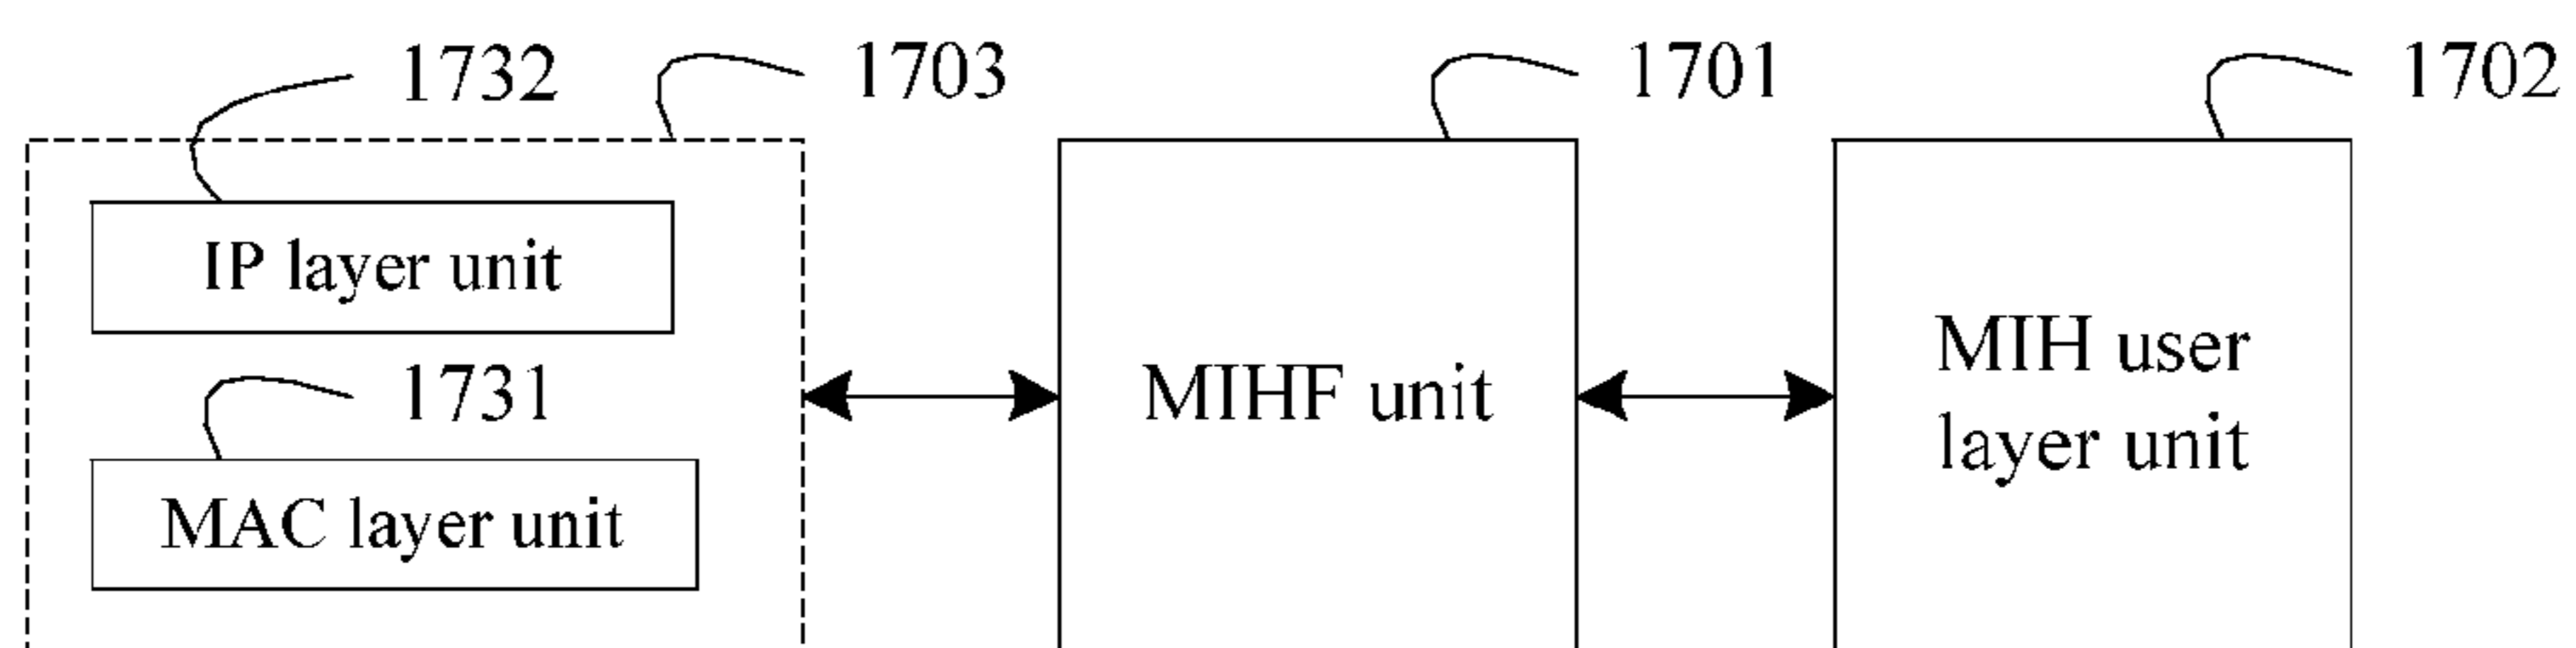 1732
1703
1701
1702
IP layer unit
1731
MAC layer unit
MIHF unit
MIH user
layer unit